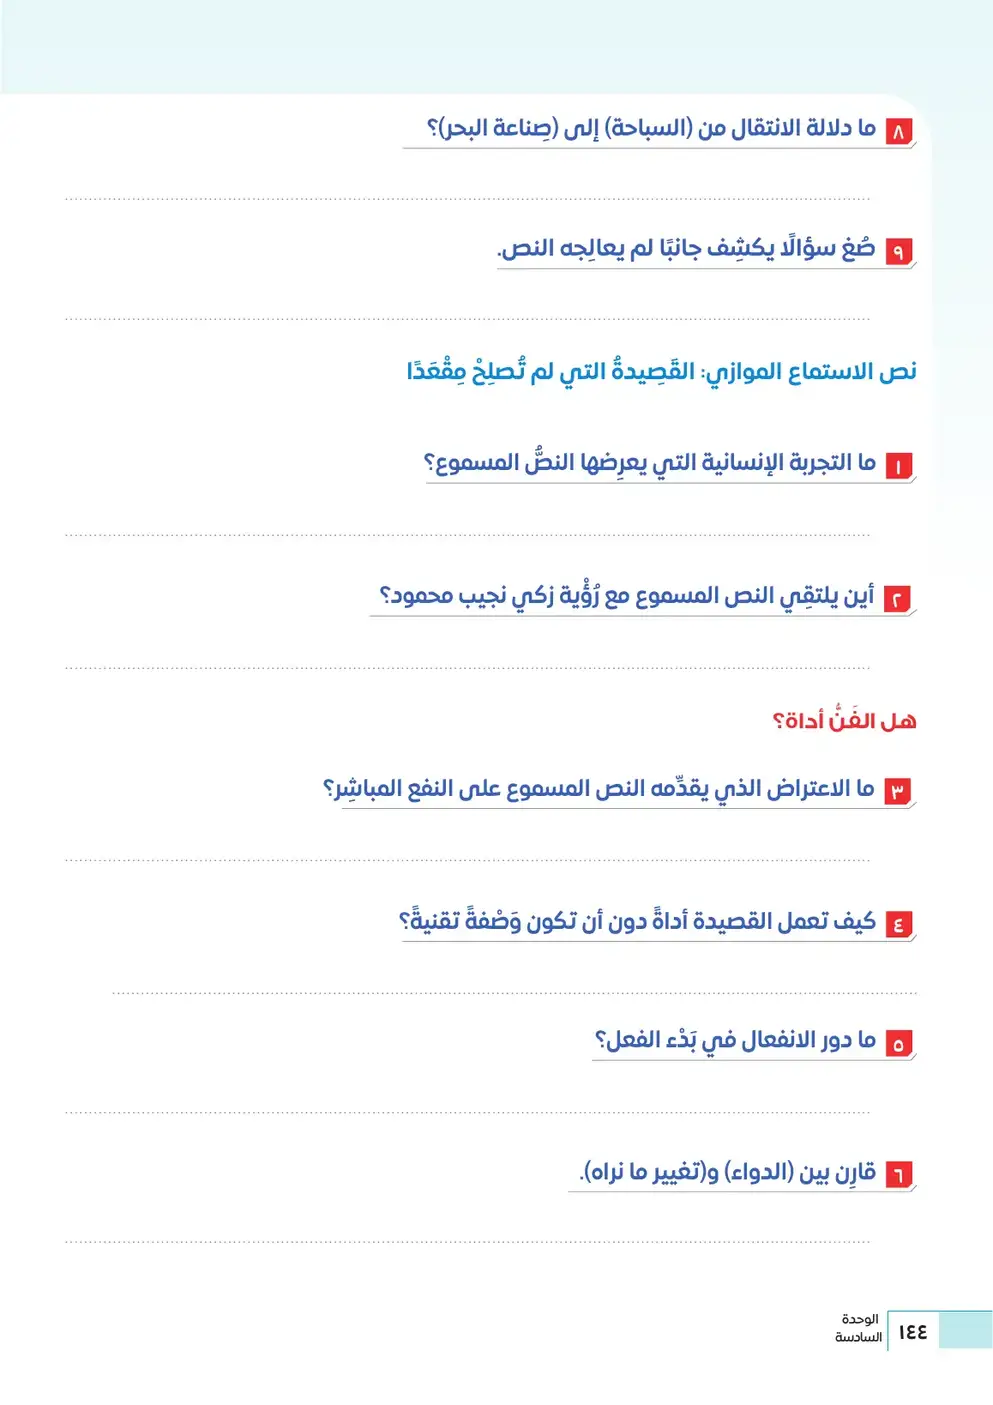 ٨ ما دلالة الانتقال من (السباحة) إلى (صِناعة البحر)؟
٩ صُغ سؤالًا يكشِف جانبًا لم يعالِجه النص.
نص الاستماع الموازي: القَصِيدةُ التي لم تُصلِحْ مِقْعَدًا
١ ما التجربة الإنسانية التي يعرِضها النصُّ المسموع؟
٢ أين يلتقِي النص المسموع مع رُؤْية زكي نجيب محمود؟
هل الفَنُّ أداة؟
٣ ما الاعتراض الذي يقدِّمه النص المسموع على النفع المباشِر؟
٤ كيف تعمل القصيدة أداةً دون أن تكون وَصْفةً تقنيةً؟
٥ ما دور الانفعال في بَدْء الفعل؟
٦ قارِن بين (الدواء) و(تغيير ما نراه).
١٤٤
الوحدة
السادسة